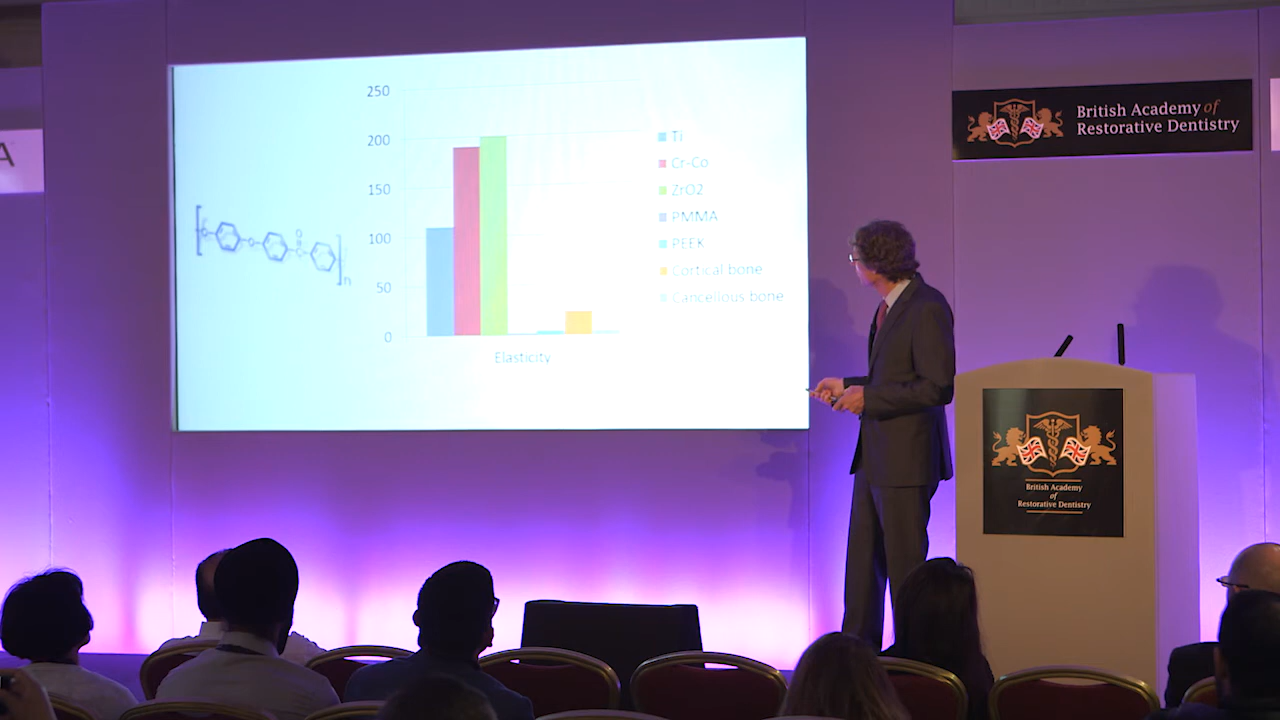 A
250
200
150
100
50
0
Elasticity
Ti
Cr-Co
ZrO2
PMMA
PEEK
Cortical bone
Cancellous bone
n
British Academy of
Restorative Dentistry
British Academy
of
Restorative Dentistry